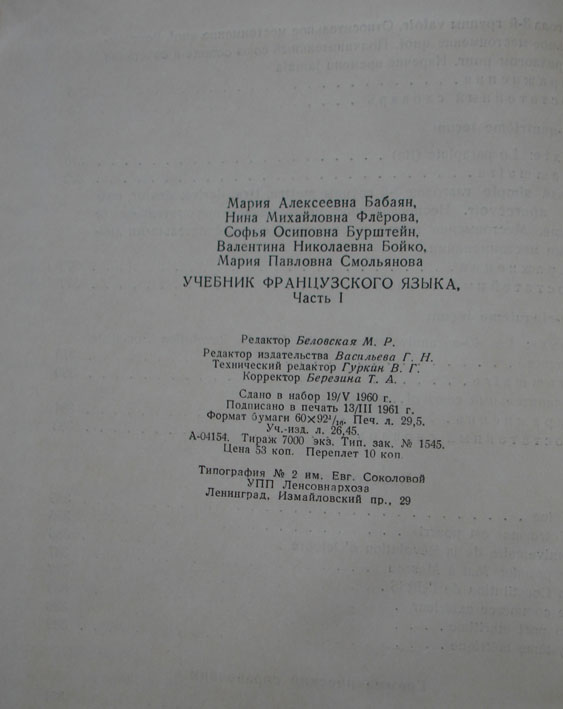 Мария Алексеевна Бабаян,
Нина Михайловна Флёрова,
Софья Осиповна Бурштейн,
Валентина Николаевна Бойко,
Мария Павловна Смольянова
УЧЕБНИК ФРАНЦУЗСКОГО ЯЗЫКА,
Часть I
Редактор Беловская М. Р.
Редактор издательства Васильева Г. Н.
Технический редактор Гуркин В. Г.
Корректор Березина Т. А.
Сдано в набор 19/V 1960 г.
Подписано в печать 13/III 1961 г.
Формат бумаги 60×92¹/₁₆. Печ. л. 29,5.
Уч.-изд. л. 26,45.
А-04154. Тираж 7000 экз. Тип. зак. № 1545.
Цена 53 коп. Переплет 10 коп.
Типография № 2 им. Евг. Соколовой
УПП Ленсовнархоза
Ленинград, Измайловский пр., 29